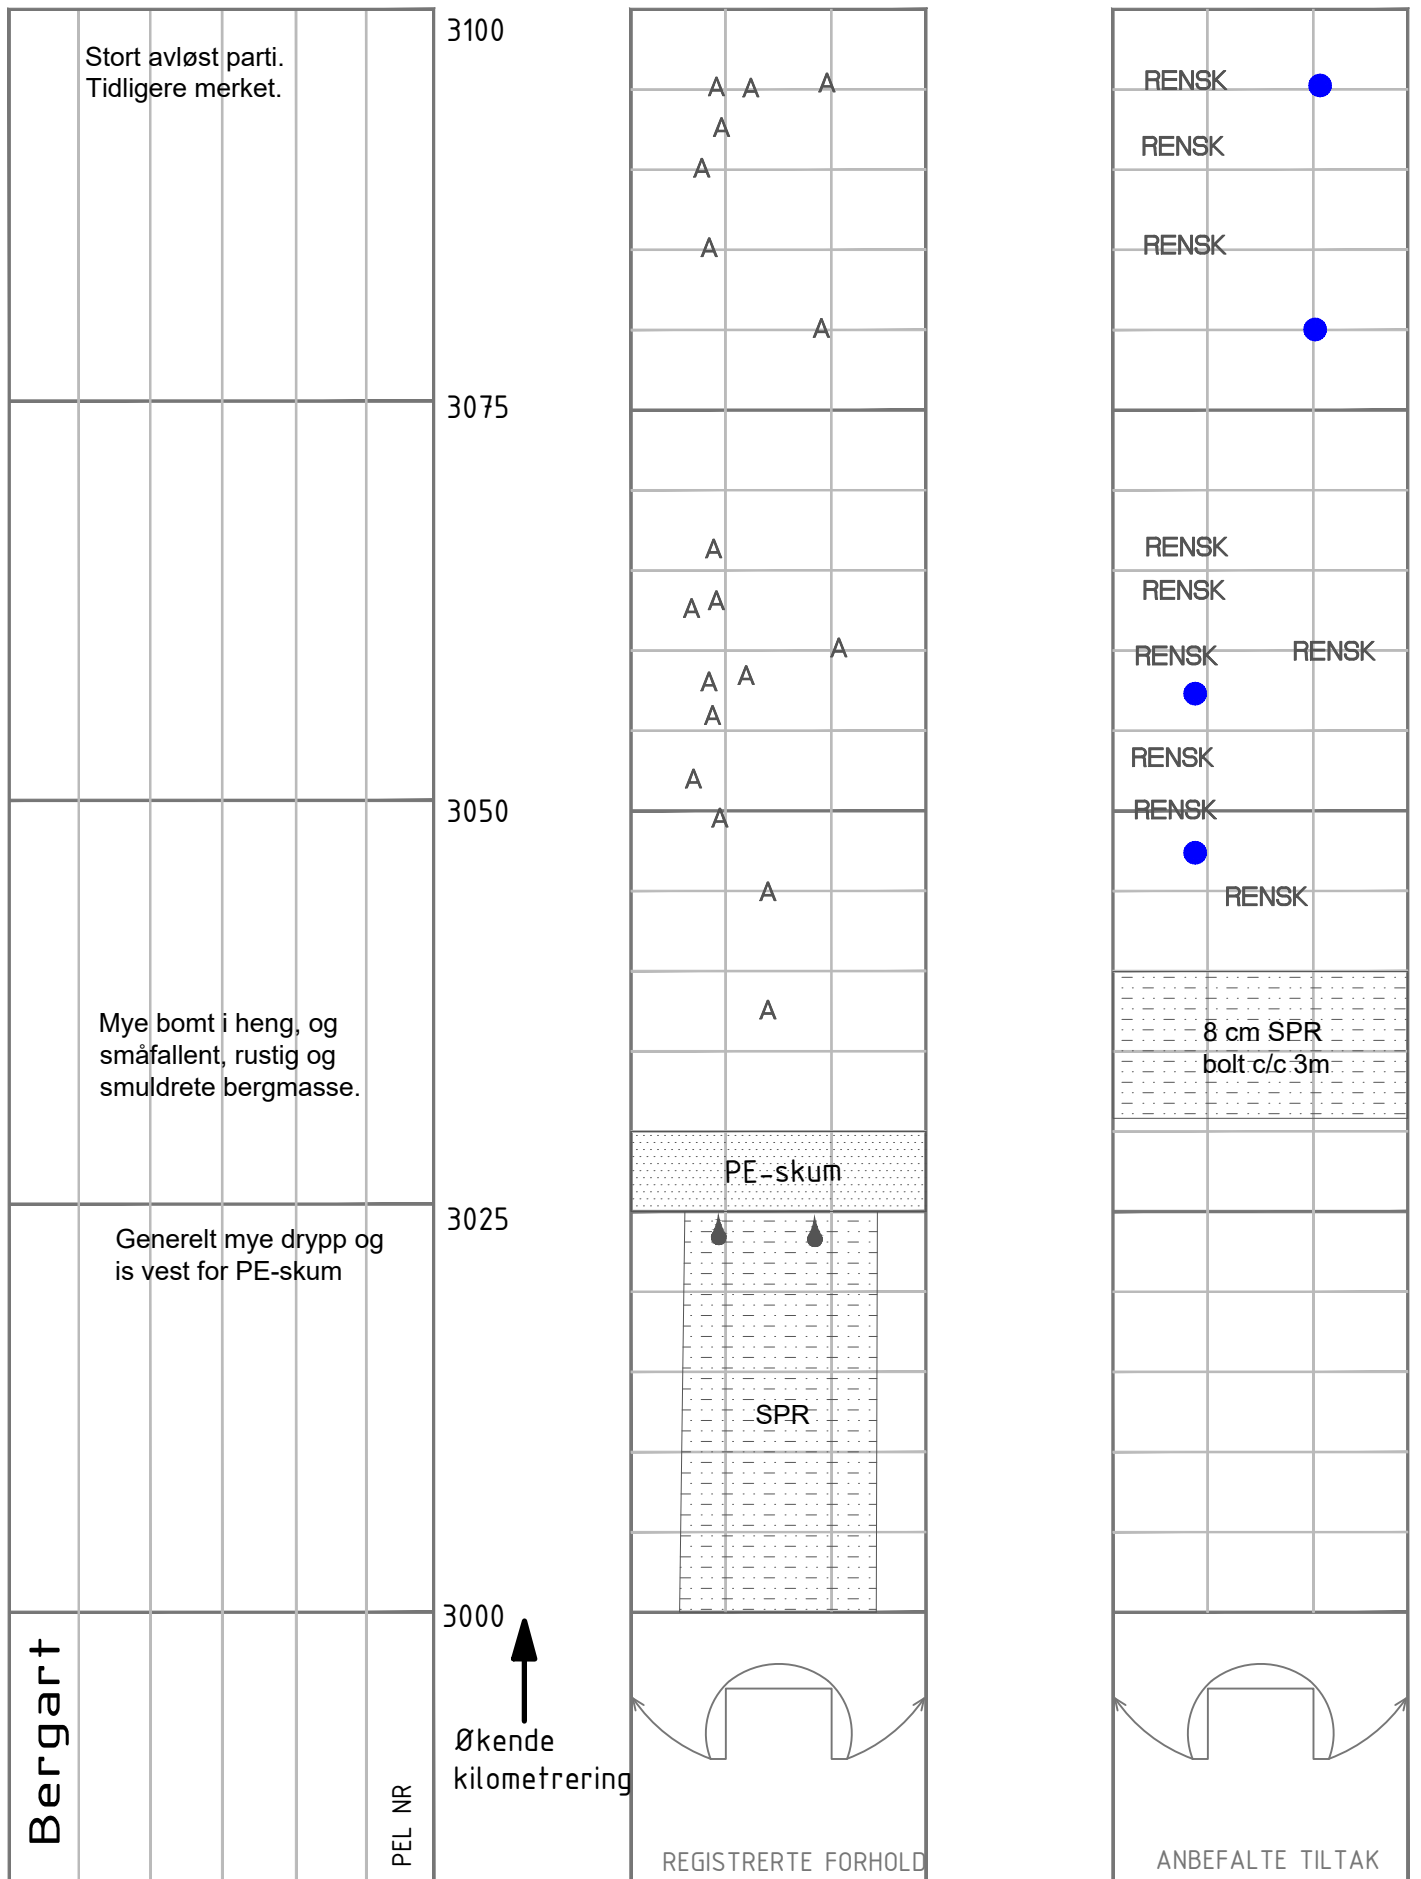 3100
Stort avløst parti.
Tidligere merket.
A A A
A
A
A
A
RENSK
RENSK
RENSK
3075
A
A A
A
A A
A
A
RENSK
RENSK
RENSK RENSK
RENSK
3050
RENSK
A
A
RENSK
A
Mye bomt i heng, og
småfallent, rustig og
smuldrete bergmasse.
8 cm SPR
bolt c/c 3m
PE-skum
3025
Generelt mye drypp og
is vest for PE-skum
SPR
3000
Bergart
PEL NR
Økende
kilometrering
REGISTRERTE FORHOLD
ANBEFALTE TILTAK